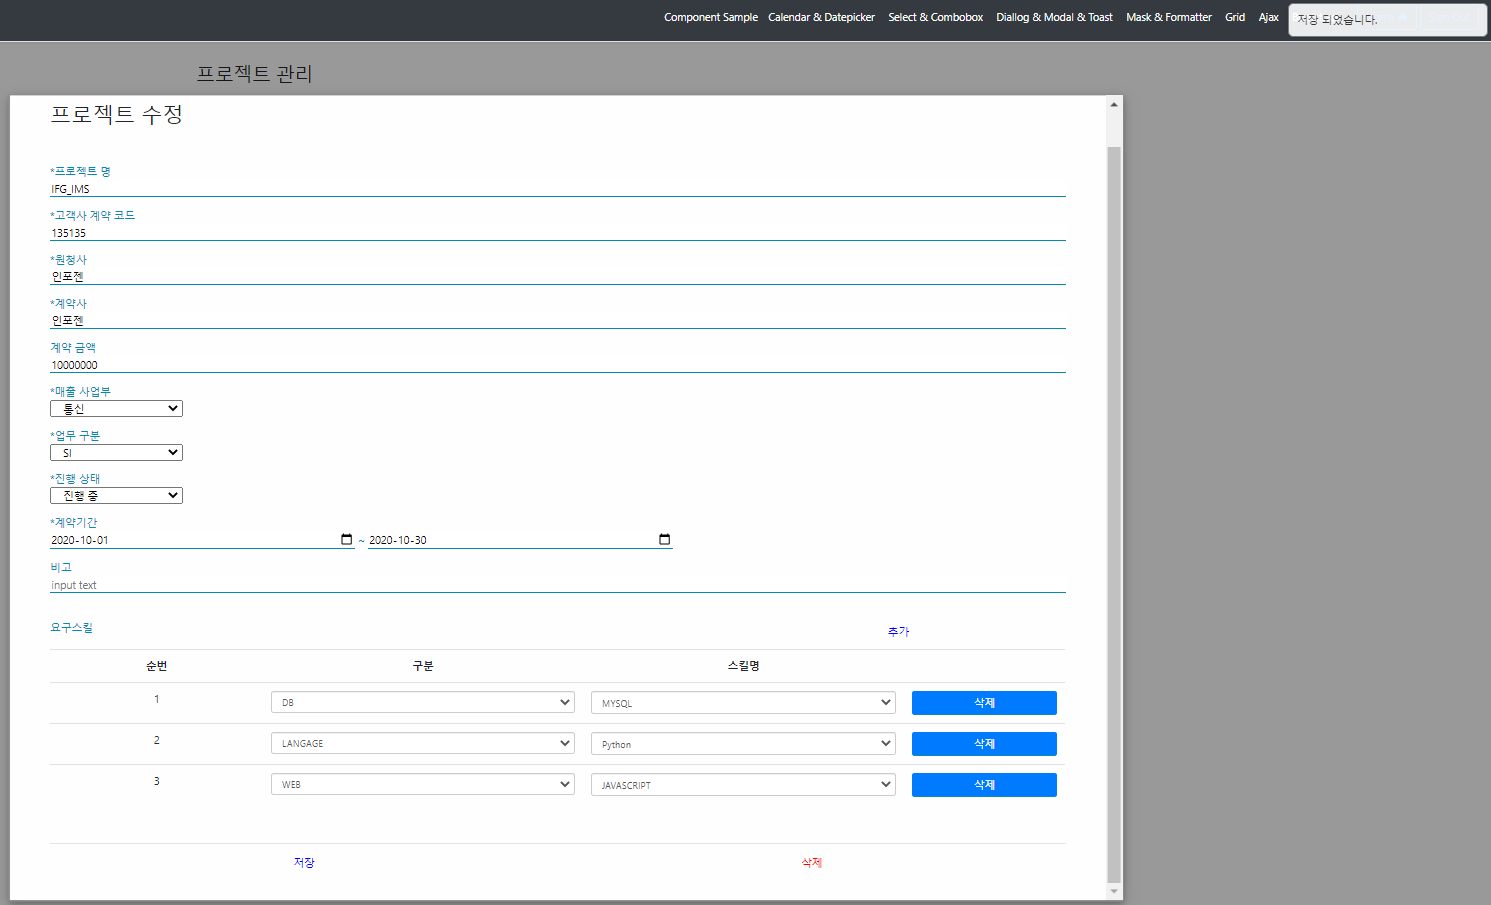 Component Sample Calendar & Datepicker Select & Combobox Diallog & Modal & Toast Mask & Formatter Grid Ajax 저장 되었습니다.
프로젝트 관리
프로젝트 수정
*프로젝트 명
IFG_IMS
*고객사 계약 코드
135135
*원청사
인포젠
*계약사
인포젠
계약 금액
10000000
*매출 사업부
통신
*업무 구분
SI
*진행 상태
진행 중
*계약기간
2020-10-01 ~ 2020-10-30
비고
input text
요구스킬 추가
순번 구분 스킬명
1 DB MYSQL 삭제
2 LANGAGE Python 삭제
3 WEB JAVASCRIPT 삭제
저장 삭제